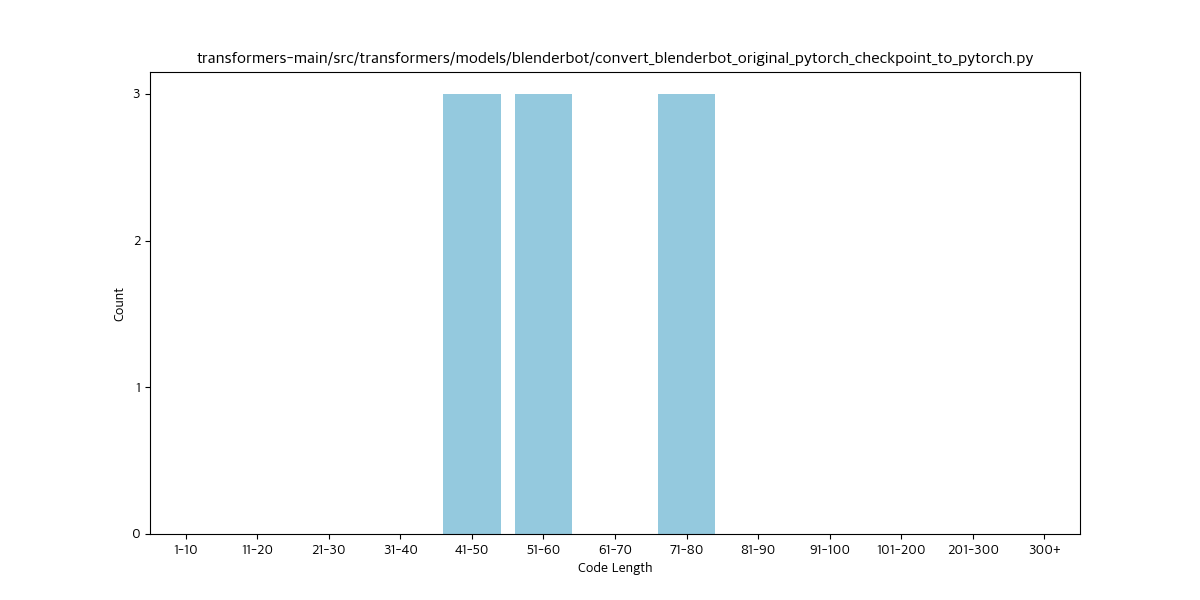 transformers-main/src/transformers/models/blenderbot/convert_blenderbot_original_pytorch_checkpoint_to_pytorch.py
3
2
1
0
Count
1-10 11-20 21-30 31-40 41-50 51-60 61-70 71-80 81-90 91-100 101-200 201-300 300+
Code Length